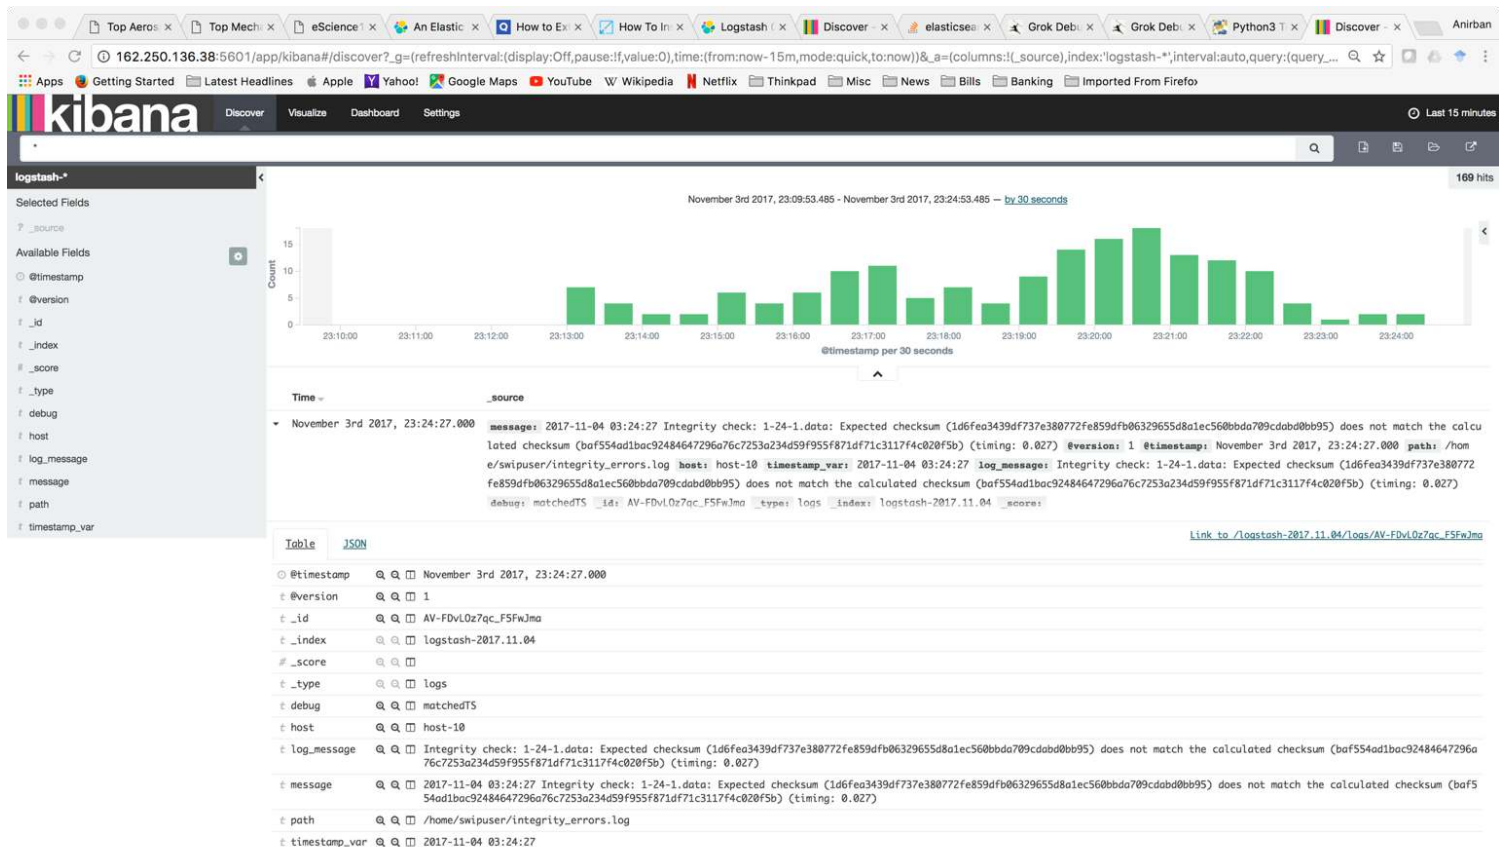 Top Aeros
Top Mecha
eScience1
An Elastic
How to Ex
How To In
Logstash
Discover -
elasticsea
Grok Debu
Grok Deb
Python3 T
Discover -
Anirban
162.250.136.38:5601/app/kibana#/discover?_g=(refreshInterval:(display:Off,pause:!f,value:0),time:(from:now-15m,mode:quick,to:now))&_a=(columns:!(_source),index:'logstash-*',interval:auto,query:(query_...
Apps Getting Started Latest Headlines Apple Yahoo! Google Maps YouTube Wikipedia Netflix Thinkpad Misc News Bills Banking Imported From Firefox
kibana Discover Visualize Dashboard Settings Last 15 minutes
*
logstash-*
169 hits
Selected Fields
? _source
Available Fields
@timestamp
t @version
t _id
t _index
# _score
t _type
t debug
t host
t log_message
t message
t path
t timestamp_var
November 3rd 2017, 23:09:53.485 - November 3rd 2017, 23:24:53.485 — by 30 seconds
Count
15
10
5
0
23:10:00 23:11:00 23:12:00 23:13:00 23:14:00 23:15:00 23:16:00 23:17:00 23:18:00 23:19:00 23:20:00 23:21:00 23:22:00 23:23:00 23:24:00
@timestamp per 30 seconds
Time _source
November 3rd 2017, 23:24:27.000 message: 2017-11-04 03:24:27 Integrity check: 1-24-1.data: Expected checksum (1d6fea3439df737e380772fe859dfb06329655d8a1ec560bbda709cdabd0bb95) does not match the calcu
lated checksum (baf554ad1bac92484647296a76c7253a234d59f955f871df71c3117f4c020f5b) (timing: 0.027) @version: 1 @timestamp: November 3rd 2017, 23:24:27.000 path: /hom
e/swipuser/integrity_errors.log host: host-10 timestamp_var: 2017-11-04 03:24:27 log_message: Integrity check: 1-24-1.data: Expected checksum (1d6fea3439df737e380772
fe859dfb06329655d8a1ec560bbda709cdabd0bb95) does not match the calculated checksum (baf554ad1bac92484647296a76c7253a234d59f955f871df71c3117f4c020f5b) (timing: 0.027)
debug: matchedTS _id: AV-FDvLOz7qc_F5FwJma _type: logs _index: logstash-2017.11.04 _score:
Table JSON Link to /logstash-2017.11.04/logs/AV-FDvLOz7qc_F5FwJma
@timestamp November 3rd 2017, 23:24:27.000
t @version 1
t _id AV-FDvLOz7qc_F5FwJma
t _index logstash-2017.11.04
# _score
t _type logs
t debug matchedTS
t host host-10
t log_message Integrity check: 1-24-1.data: Expected checksum (1d6fea3439df737e380772fe859dfb06329655d8a1ec560bbda709cdabd0bb95) does not match the calculated checksum (baf554ad1bac92484647296a
76c7253a234d59f955f871df71c3117f4c020f5b) (timing: 0.027)
t message 2017-11-04 03:24:27 Integrity check: 1-24-1.data: Expected checksum (1d6fea3439df737e380772fe859dfb06329655d8a1ec560bbda709cdabd0bb95) does not match the calculated checksum (baf5
54ad1bac92484647296a76c7253a234d59f955f871df71c3117f4c020f5b) (timing: 0.027)
t path /home/swipuser/integrity_errors.log
t timestamp_var 2017-11-04 03:24:27